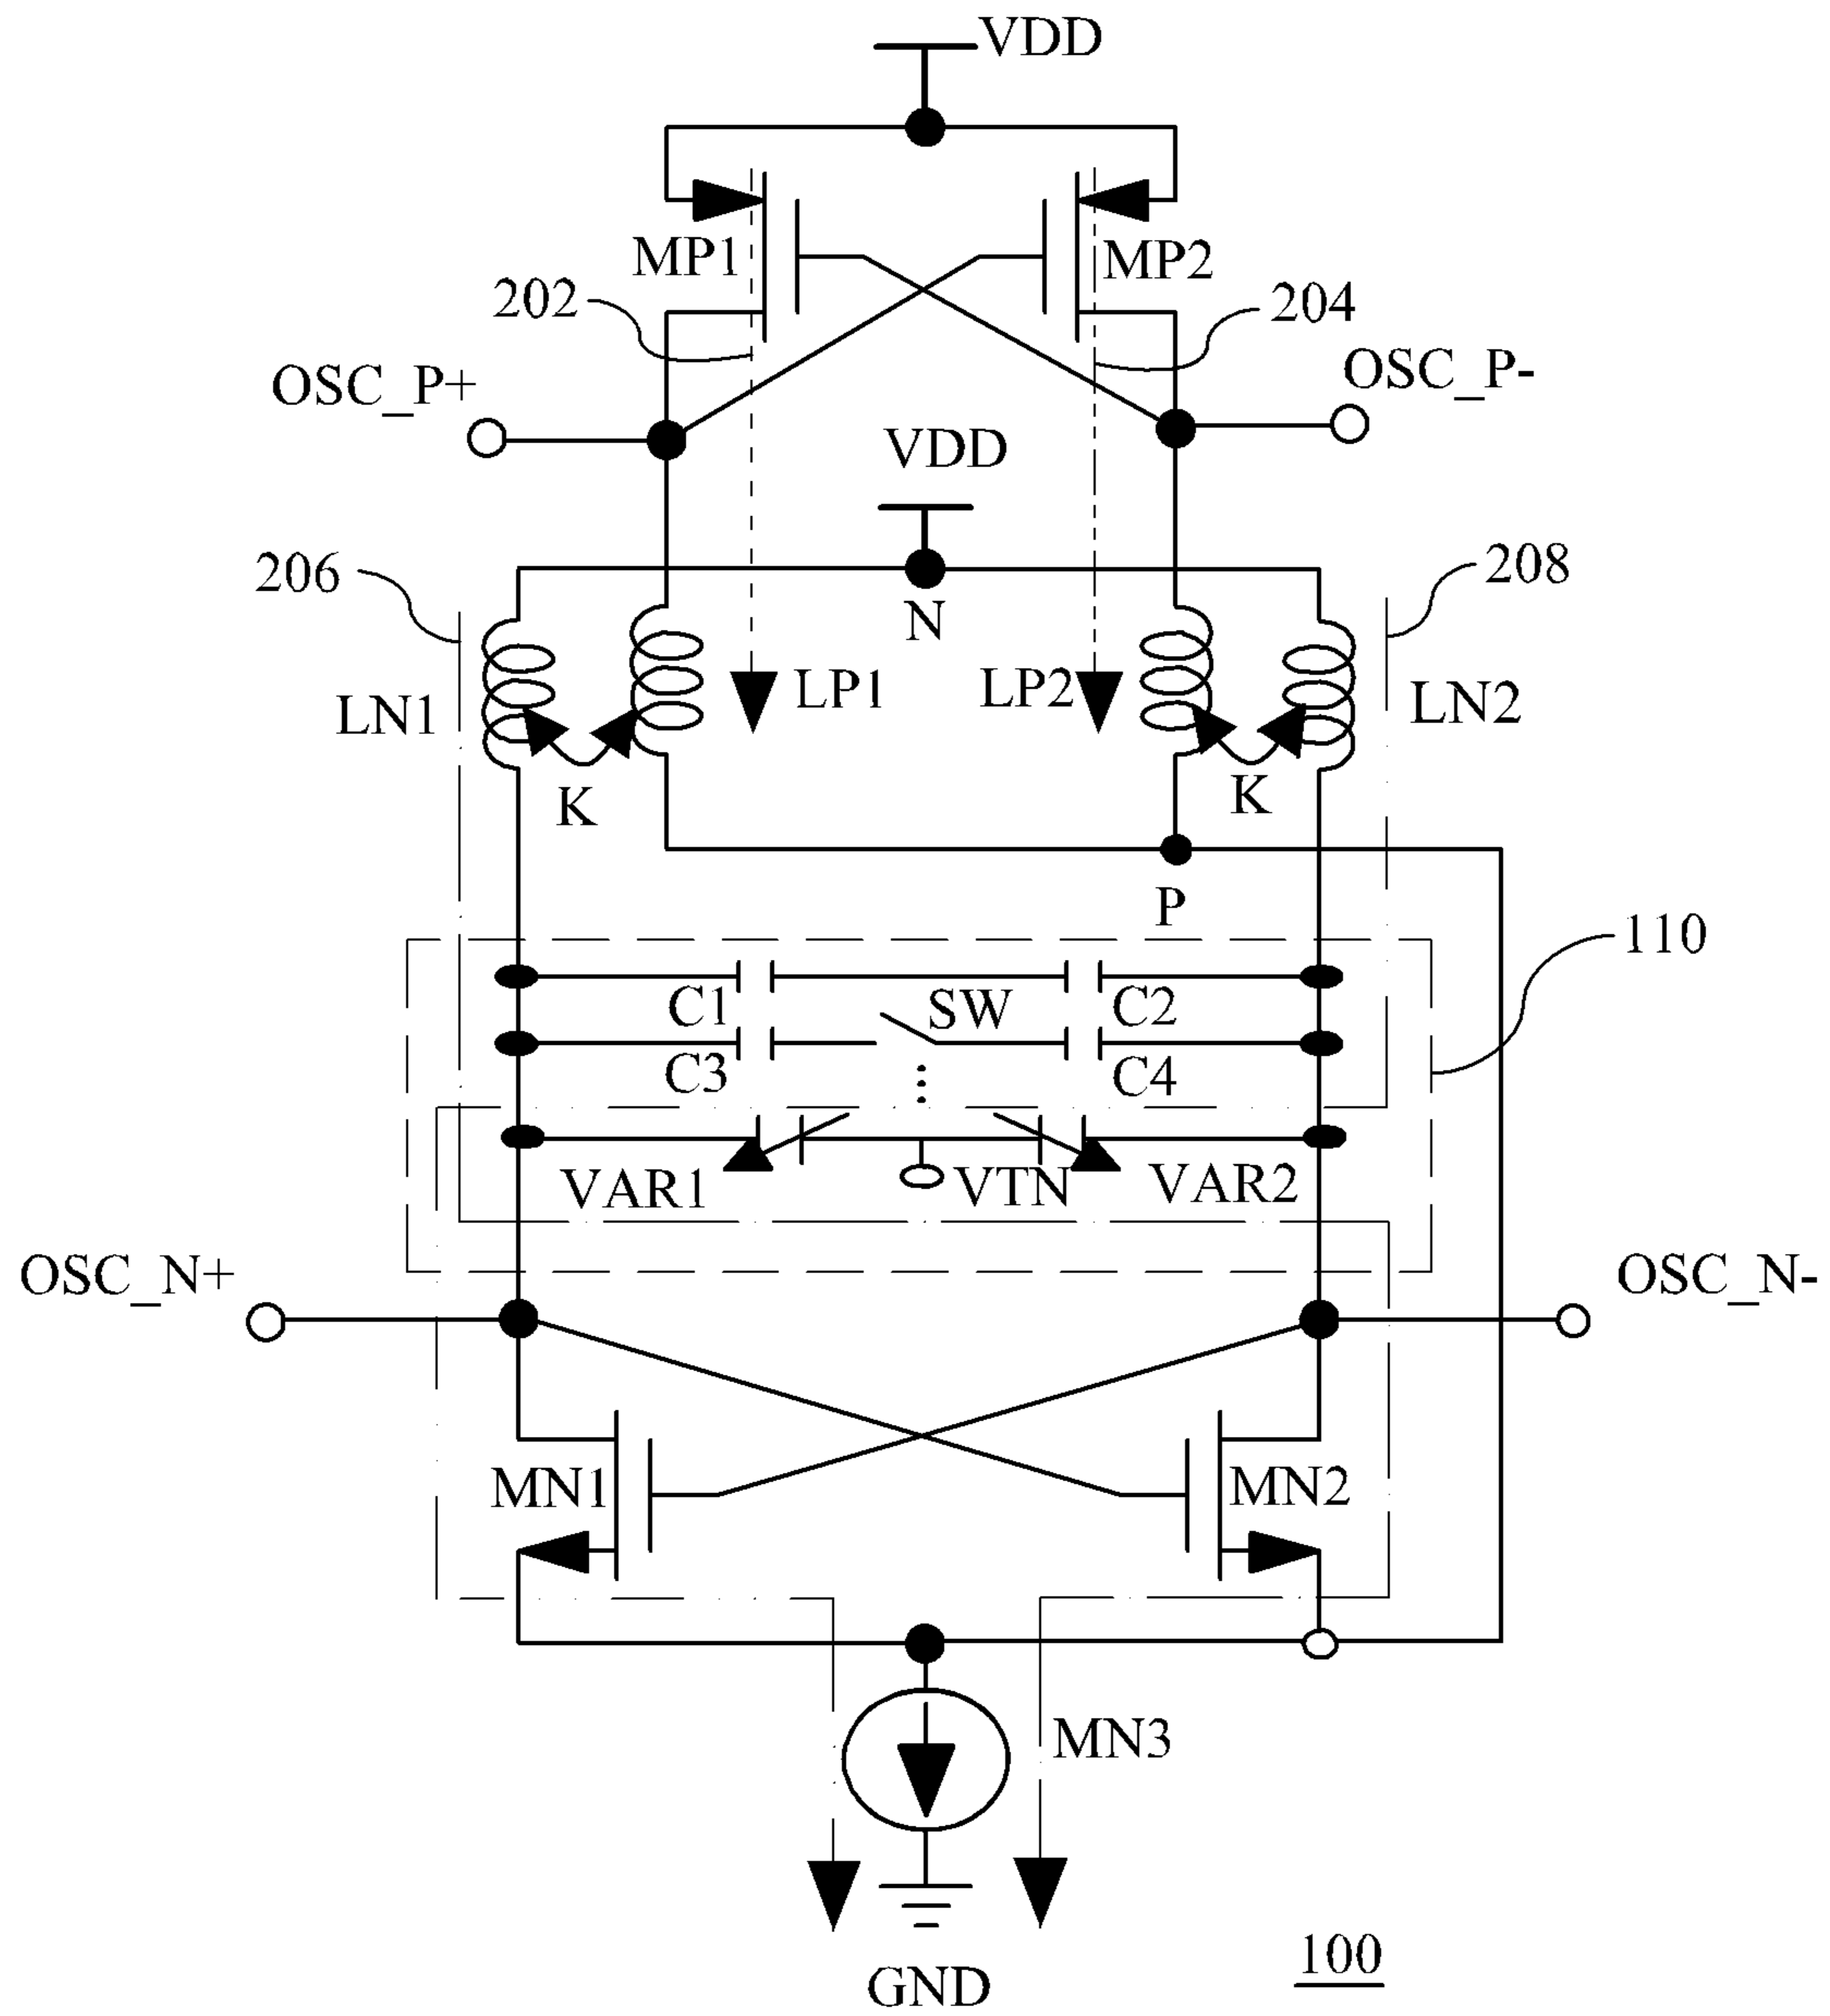 VDD
MP1
MP2
202
204
OSC_P+
OSC_P-
VDD
206
208
N
LN1
LP1
LP2
LN2
K
K
P
110
C1
SW
C2
C3
C4
VAR1
VTN
VAR2
OSC_N+
OSC_N-
MN1
MN2
MN3
GND
100